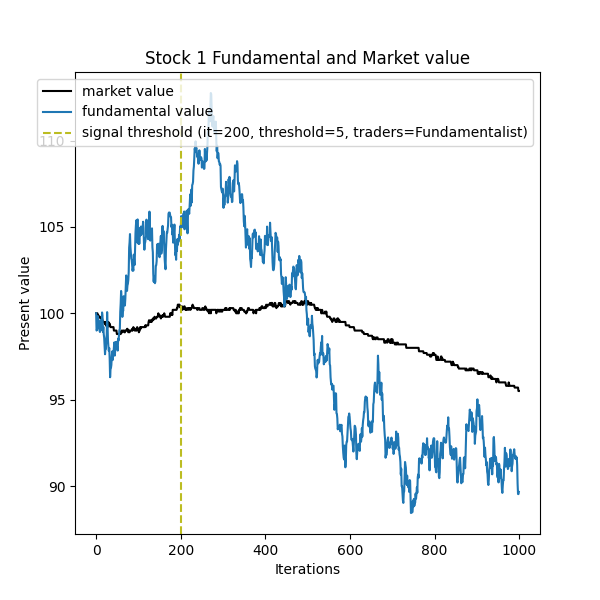 Stock 1 Fundamental and Market value
market value
fundamental value
signal threshold (it=200, threshold=5, traders=Fundamentalist)
110
105
100
95
90
Present value
0 200 400 600 800 1000
Iterations